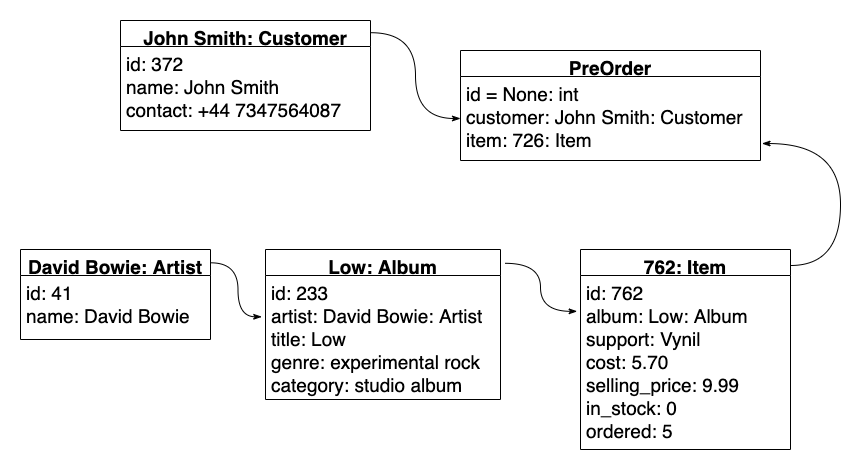 John Smith: Customer
id: 372
name: John Smith
contact: +44 7347564087
PreOrder
id = None: int
customer: John Smith: Customer
item: 726: Item
David Bowie: Artist
id: 41
name: David Bowie
Low: Album
id: 233
artist: David Bowie: Artist
title: Low
genre: experimental rock
category: studio album
762: Item
id: 762
album: Low: Album
support: Vynil
cost: 5.70
selling_price: 9.99
in_stock: 0
ordered: 5